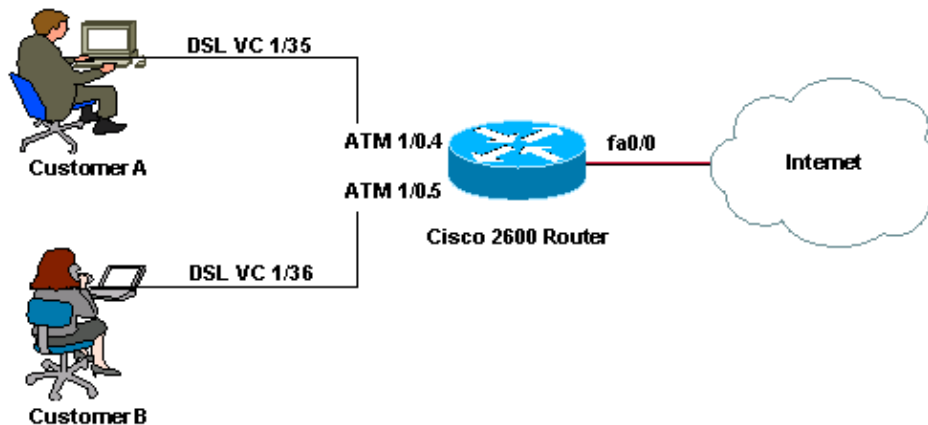 DSL VC 1/35
Customer A
ATM 1/0.4
ATM 1/0.5
fa0/0
Internet
Cisco 2600 Router
DSL VC 1/36
Customer B